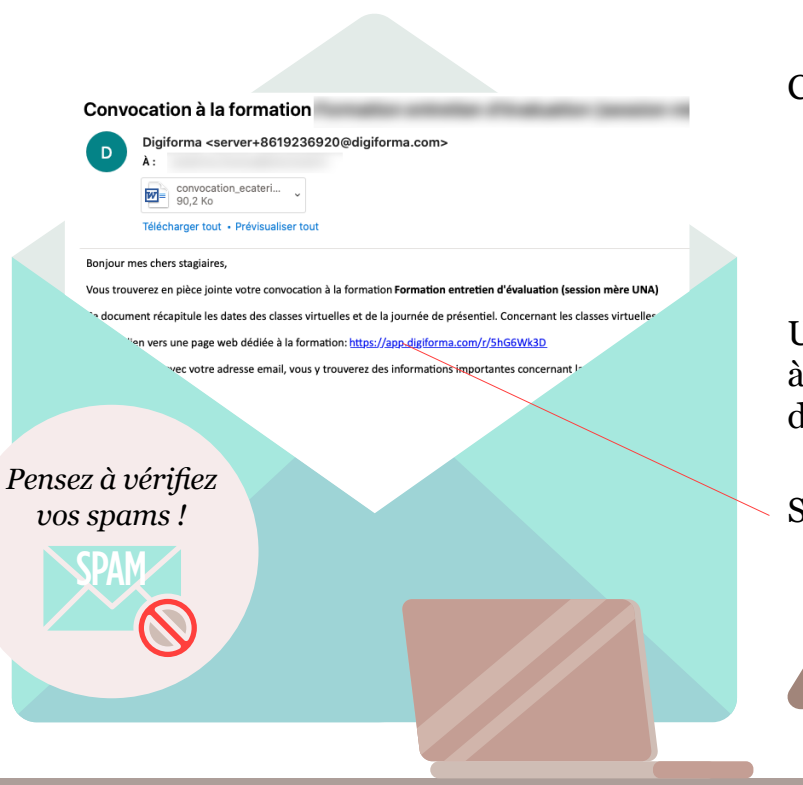 Convocation à la formation
D
Digiforma <server+8619236920@digiforma.com>
À :
convocation_ecateri...
90,2 Ko
Télécharger tout • Prévisualiser tout
Bonjour mes chers stagiaires,
Vous trouverez en pièce jointe votre convocation à la formation Formation entretien d'évaluation (session mère UNA)
document récapitule les dates des classes virtuelles et de la journée de présentiel. Concernant les classes virtuelles
lien vers une page web dédiée à la formation: https://app.digiforma.com/r/5hG6Wk3D
avec votre adresse email, vous y trouverez des informations importantes concernant
Pensez à vérifiez
vos spams !
SPAM
C
U
à
d
S